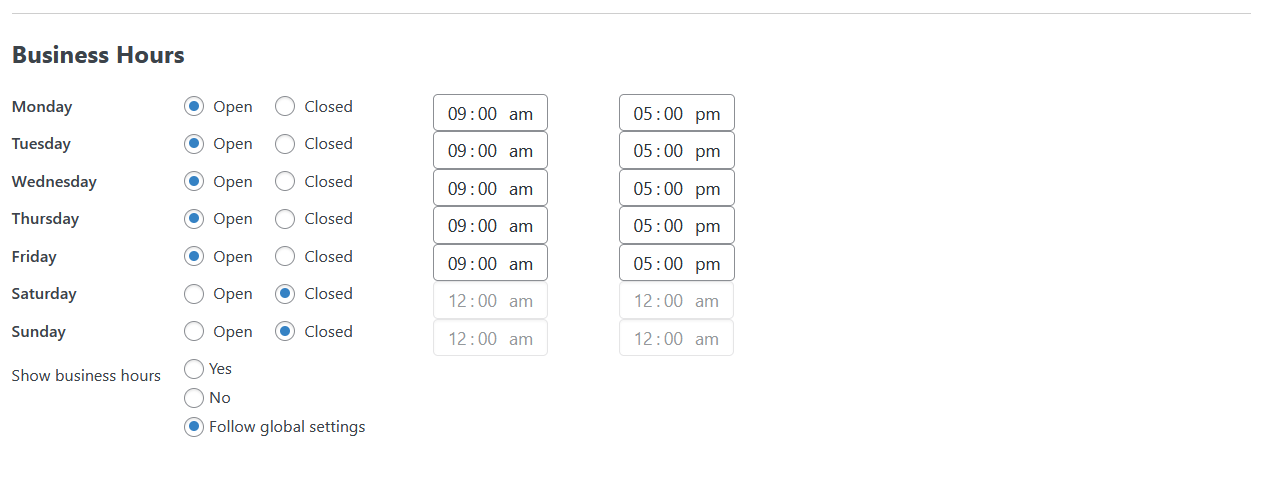 Business Hours
Monday Open Closed 09:00 am 05:00 pm
Tuesday Open Closed 09:00 am 05:00 pm
Wednesday Open Closed 09:00 am 05:00 pm
Thursday Open Closed 09:00 am 05:00 pm
Friday Open Closed 09:00 am 05:00 pm
Saturday Open Closed 12:00 am 12:00 am
Sunday Open Closed 12:00 am 12:00 am
Show business hours Yes
No
Follow global settings